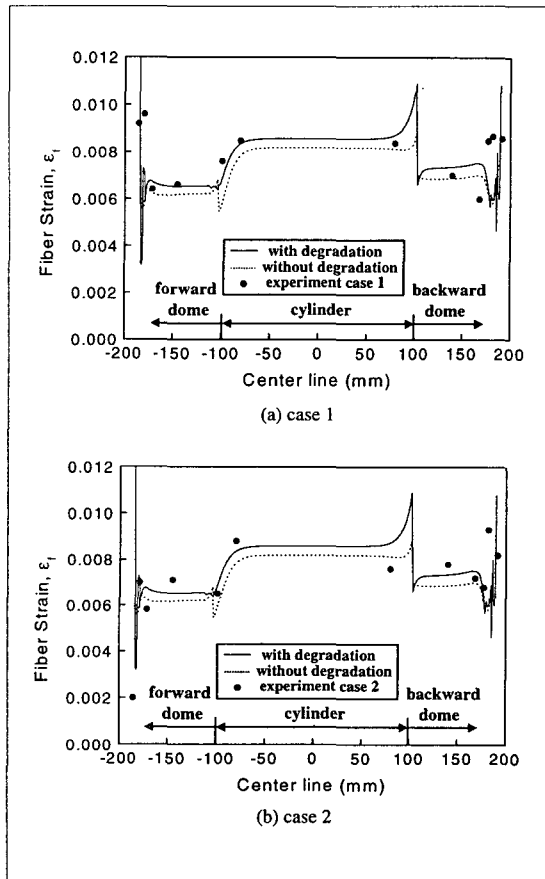 0.012
0.010
0.008
0.006
0.004
0.002
0.000
Fiber Strain, ε_f
with degradation
without degradation
experiment case 1
forward dome
cylinder
backward dome
-200 -150 -100 -50 0 50 100 150 200
Center line (mm)
(a) case 1
0.012
0.010
0.008
0.006
0.004
0.002
0.000
Fiber Strain, ε_f
with degradation
without degradation
experiment case 2
forward dome
cylinder
backward dome
-200 -150 -100 -50 0 50 100 150 200
Center line (mm)
(b) case 2